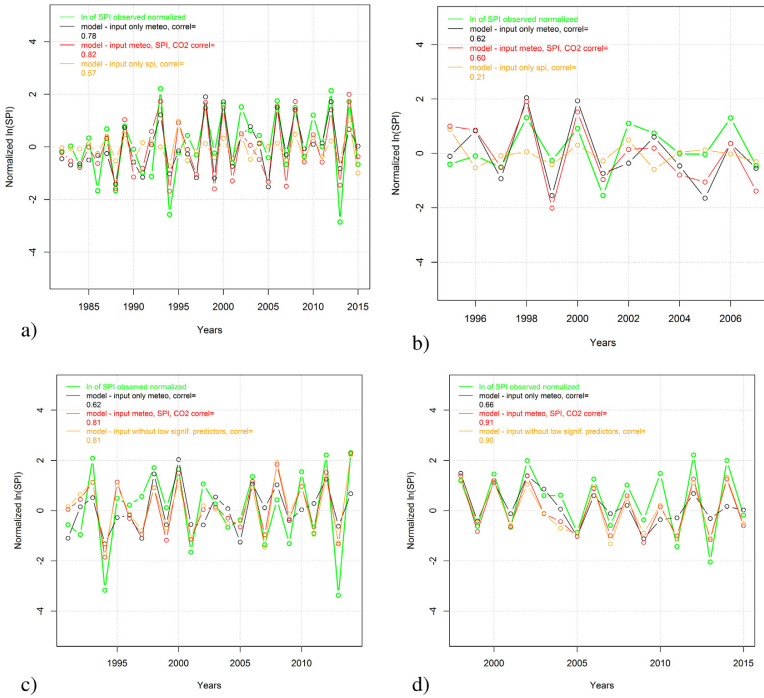 ln of SPI observed normalized
model - input only meteo, correl=
0.78
model - input meteo, SPI, CO2 correl=
0.82
model - input only spi, correl=
0.57
4
2
0
-2
-4
Normalized ln(SPI)
1985 1990 1995 2000 2005 2010 2015
Years
a)
ln of SPI observed normalized
model - input only meteo, correl=
0.62
model - input meteo, SPI, CO2 correl=
0.60
model - input only spi, correl=
0.21
4
2
0
-2
-4
Normalized ln(SPI)
1996 1998 2000 2002 2004 2006
Years
b)
ln of SPI observed normalized
model - input only meteo, correl=
0.62
model - input meteo, SPI, CO2 correl=
0.81
model - input without low signif. predictors, correl=
0.81
4
2
0
-2
-4
Normalized ln(SPI)
1995 2000 2005 2010
Years
c)
ln of SPI observed normalized
model - input only meteo, correl=
0.66
model - input meteo, SPI, CO2 correl=
0.91
model - input without low signif. predictors, correl=
0.90
4
2
0
-2
-4
Normalized ln(SPI)
2000 2005 2010 2015
Years
d)